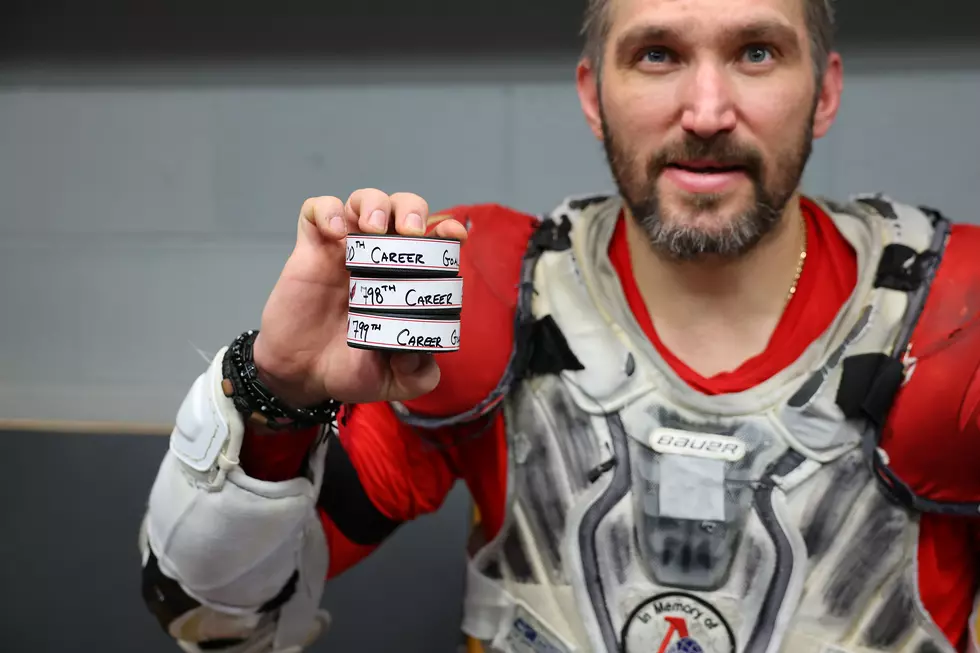 CAREER
798TH CAREER
799TH CAREER
BAUER
In Memory of